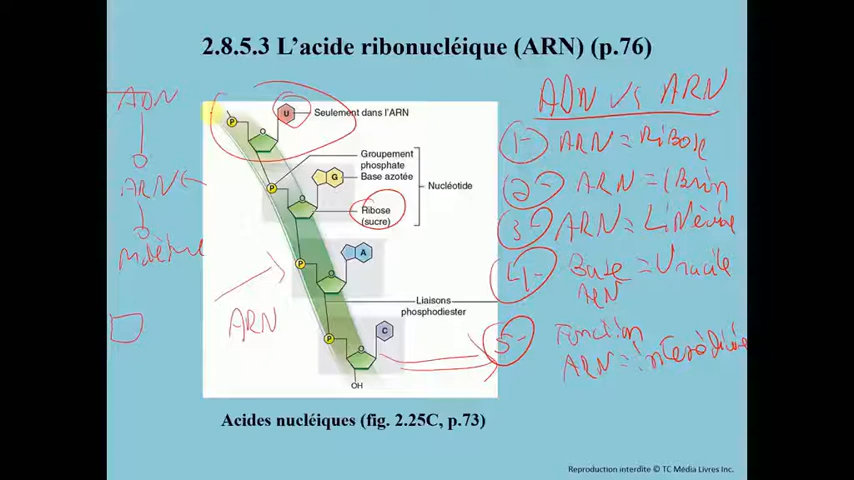 2.8.5.3 L'acide ribonucléique (ARN) (p.76)
ADN
ARN
ADN vs ARN
1- ARN = Ribose
2- ARN = 1 Brin
3- ARN = Linéaire
4- Base = Uracile
ARN
5- Fonction
ARN =
ARN
P
U
Seulement dans l'ARN
O
Groupement
phosphate
P
G
Base azotée
Nucléotide
O
Ribose
(sucre)
P
A
O
Liaisons
phosphodiester
P
C
O
OH
Acides nucléiques (fig. 2.25C, p.73)
Reproduction interdite © TC Média Livres Inc.